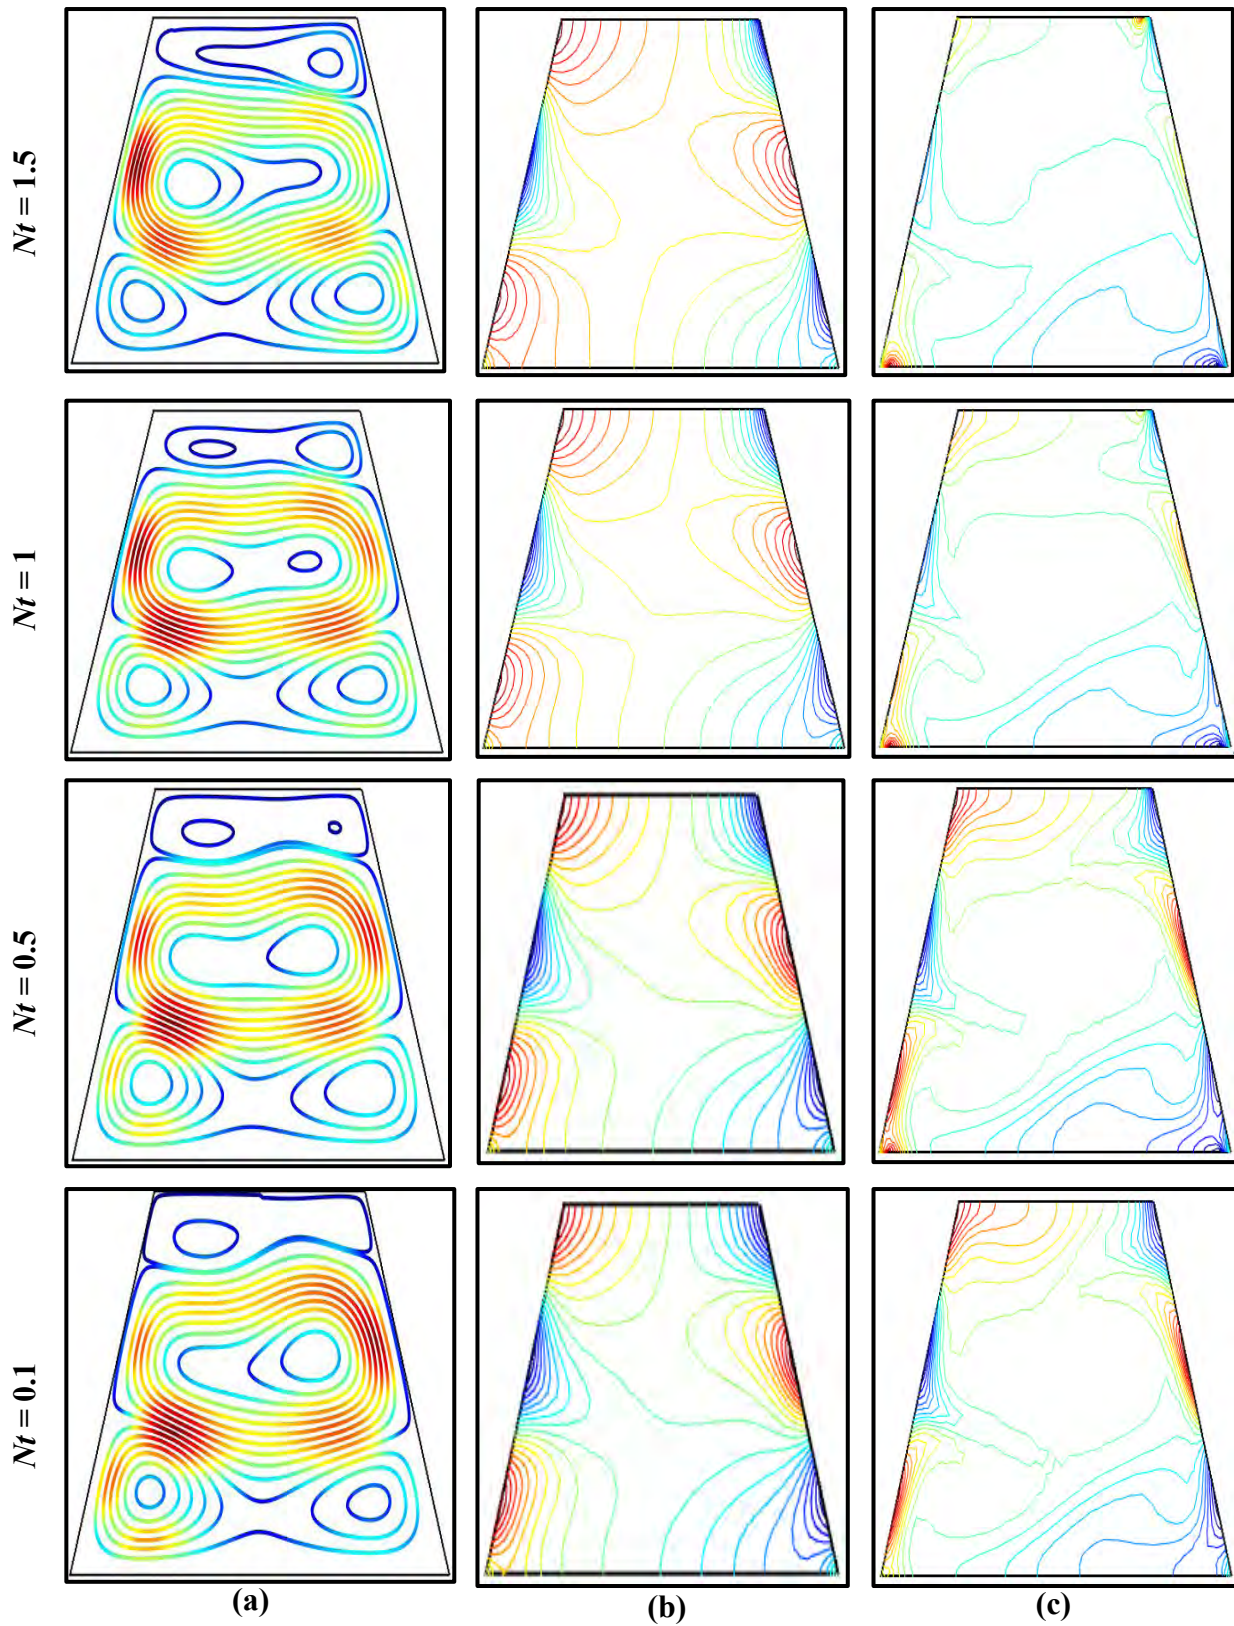 Nt = 1.5
Nt = 1
Nt = 0.5
Nt = 0.1
(a)
(b)
(c)